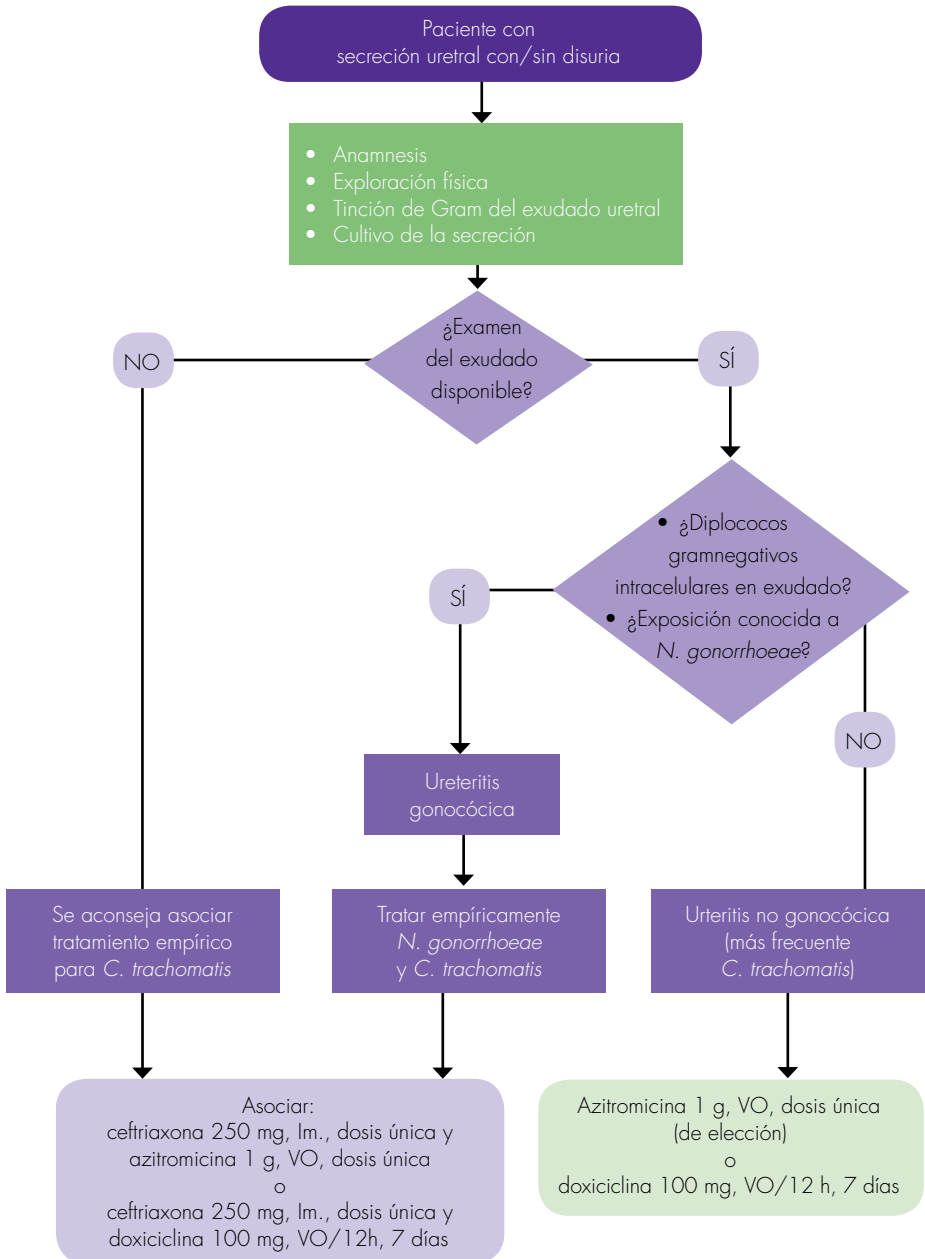 Paciente con
secreción uretral con/sin disuria
• Anamnesis
• Exploración física
• Tinción de Gram del exudado uretral
• Cultivo de la secreción
¿Examen
del exudado
disponible?
NO
SÍ
• ¿Diplococos
gramnegativos
intracelulares en exudado?
• ¿Exposición conocida a
N. gonorrhoeae?
SÍ
NO
Ureteritis
gonocócica
Se aconseja asociar
tratamiento empírico
para C. trachomatis
Tratar empíricamente
N. gonorrhoeae
y C. trachomatis
Urteritis no gonocócica
(más frecuente
C. trachomatis)
Asociar:
ceftriaxona 250 mg, Im., dosis única y
azitromicina 1 g, VO, dosis única
o
ceftriaxona 250 mg, Im., dosis única y
doxiciclina 100 mg, VO/12h, 7 días
Azitromicina 1 g, VO, dosis única
(de elección)
o
doxiciclina 100 mg, VO/12 h, 7 días